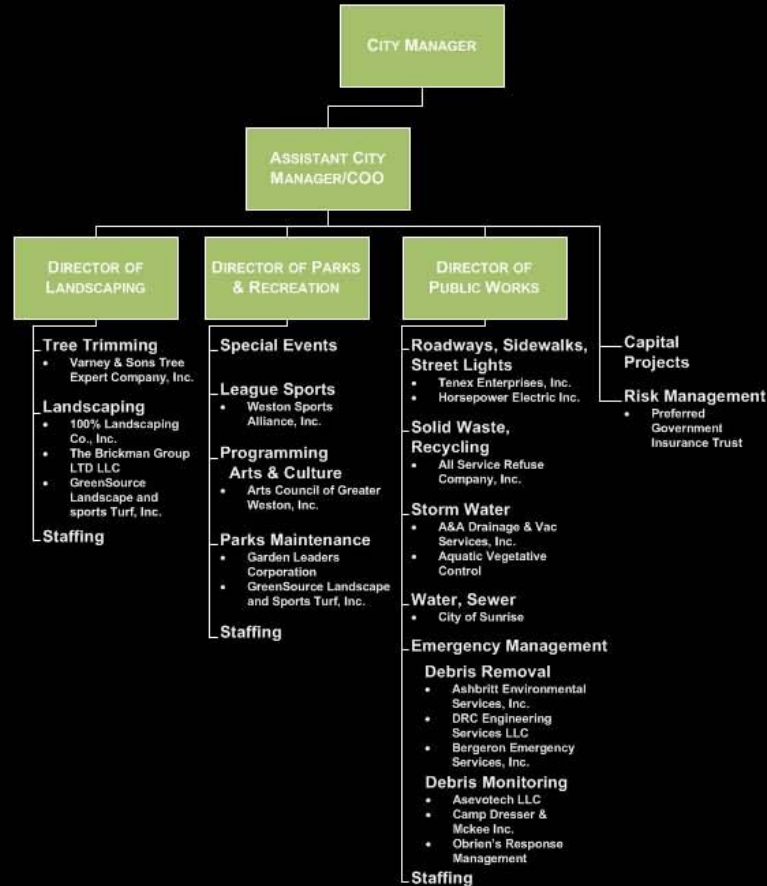 CITY MANAGER
ASSISTANT CITY
MANAGER/COO
DIRECTOR OF
LANDSCAPING
Tree Trimming
• Varney & Sons Tree
Expert Company, Inc.
Landscaping
• 100% Landscaping
Co., Inc.
• The Brickman Group
LTD LLC
• GreenSource
Landscape and
sports Turf, Inc.
Staffing
DIRECTOR OF PARKS
& RECREATION
Special Events
League Sports
• Weston Sports
Alliance, Inc.
Programming
Arts & Culture
• Arts Council of Greater
Weston, Inc.
Parks Maintenance
• Garden Leaders
Corporation
• GreenSource Landscape
and Sports Turf, Inc.
Staffing
DIRECTOR OF
PUBLIC WORKS
Roadways, Sidewalks,
Street Lights
• Tenex Enterprises, Inc.
• Horsepower Electric Inc.
Solid Waste,
Recycling
• All Service Refuse
Company, Inc.
Storm Water
• A&A Drainage & Vac
Services, Inc.
• Aquatic Vegetative
Control
Water, Sewer
• City of Sunrise
Emergency Management
Debris Removal
• Ashbritt Environmental
Services, Inc.
• DRC Engineering
Services LLC
• Bergeron Emergency
Services, Inc.
Debris Monitoring
• Asevotech LLC
• Camp Dresser &
Mckee Inc.
• Obrien's Response
Management
Staffing
Capital
Projects
Risk Management
• Preferred
Government
Insurance Trust